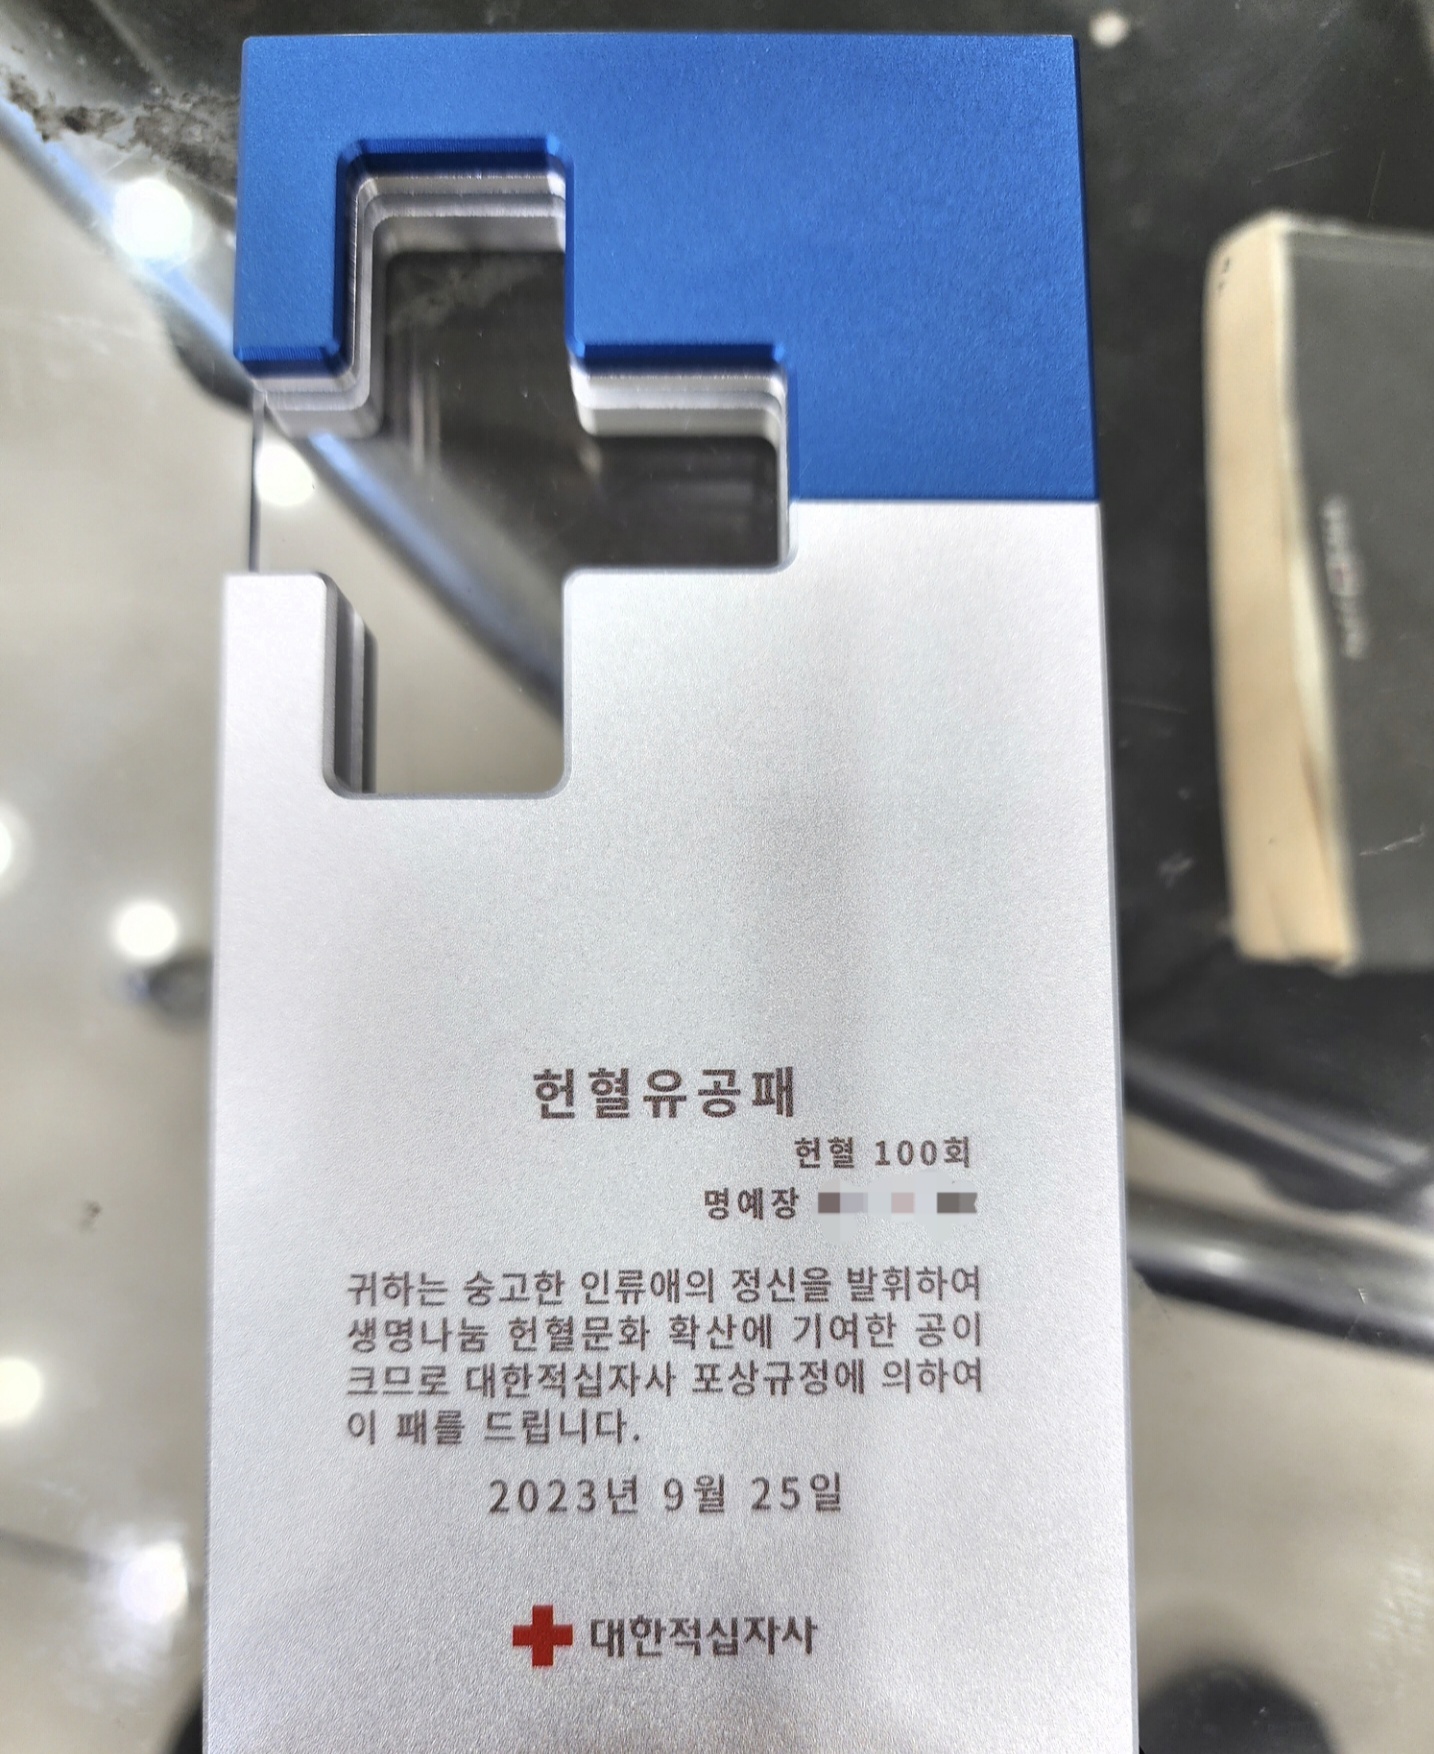 헌혈유공패
헌혈 100회
명예장
귀하는 숭고한 인류애의 정신을 발휘하여
생명나눔 헌혈문화 확산에 기여한 공이
크므로 대한적십자사 포상규정에 의하여
이 패를 드립니다.
2023년 9월 25일
대한적십자사